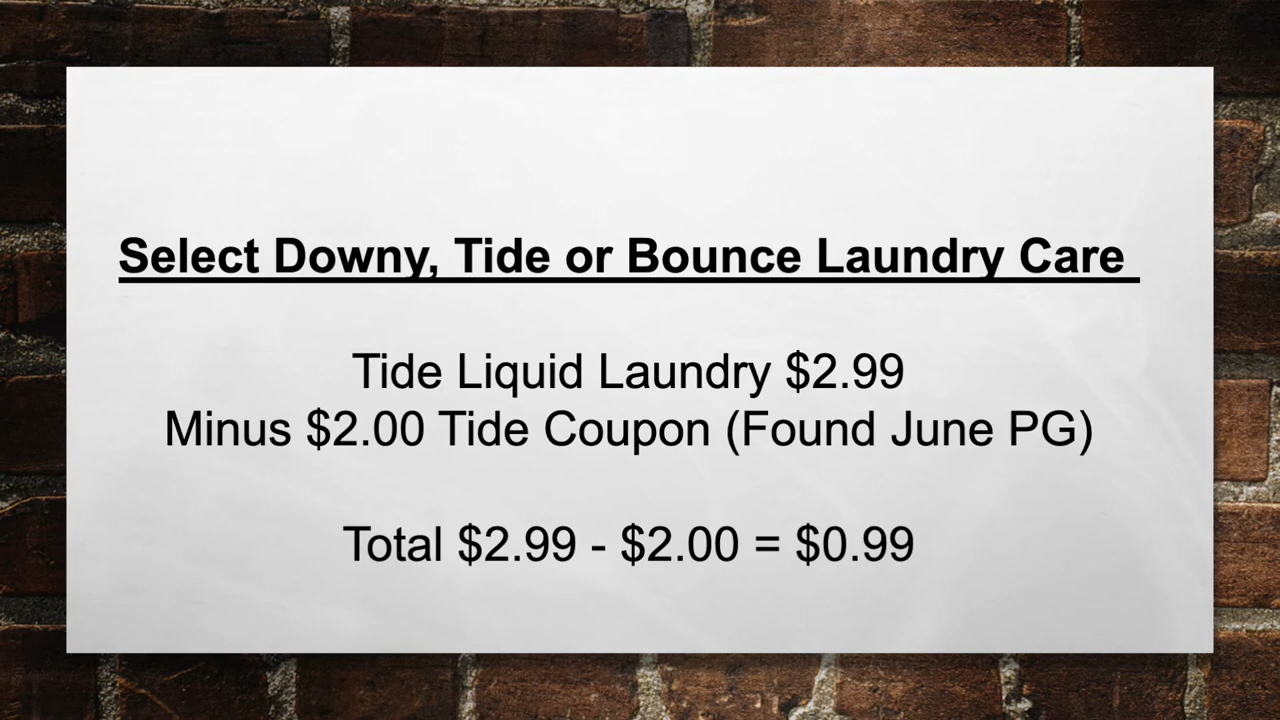 Select Downy, Tide or Bounce Laundry Care
Tide Liquid Laundry $2.99
Minus $2.00 Tide Coupon (Found June PG)
Total $2.99 - $2.00 = $0.99